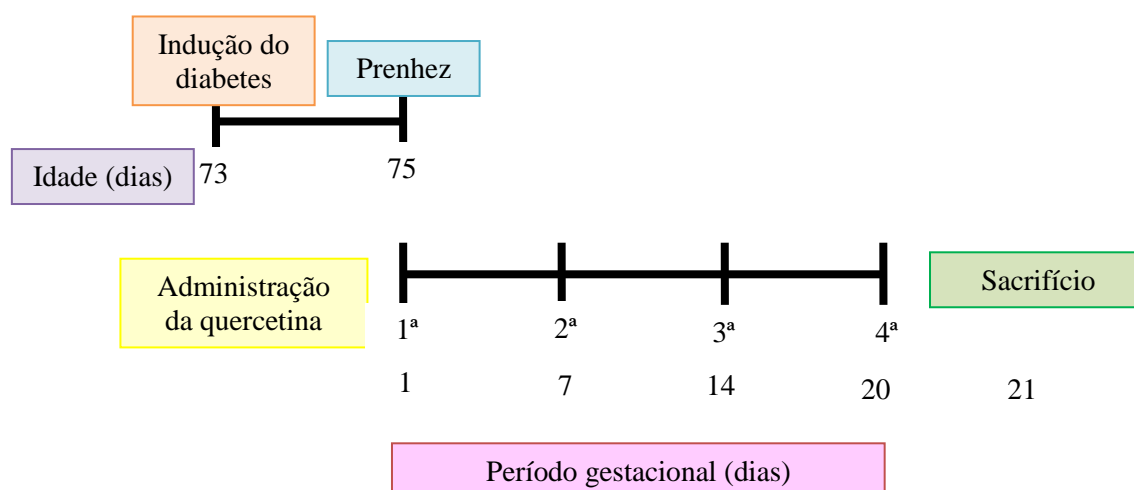 Indução do
diabetes
Prenhez
Idade (dias)
73
75
Administração
da quercetina
Sacrifício
1ª
2ª
3ª
4ª
1
7
14
20
21
Período gestacional (dias)